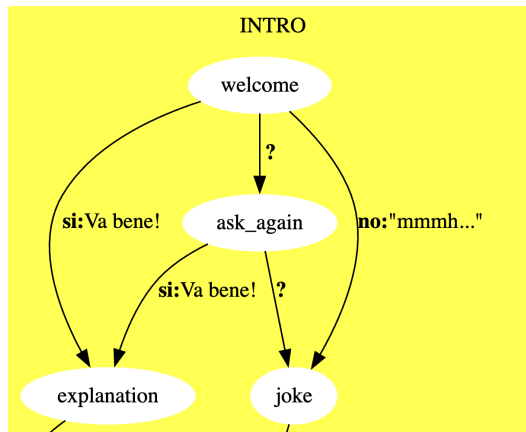 INTRO
welcome
?
si:Va bene!
ask_again
no:"mmmh..."
si:Va bene!
?
explanation
joke